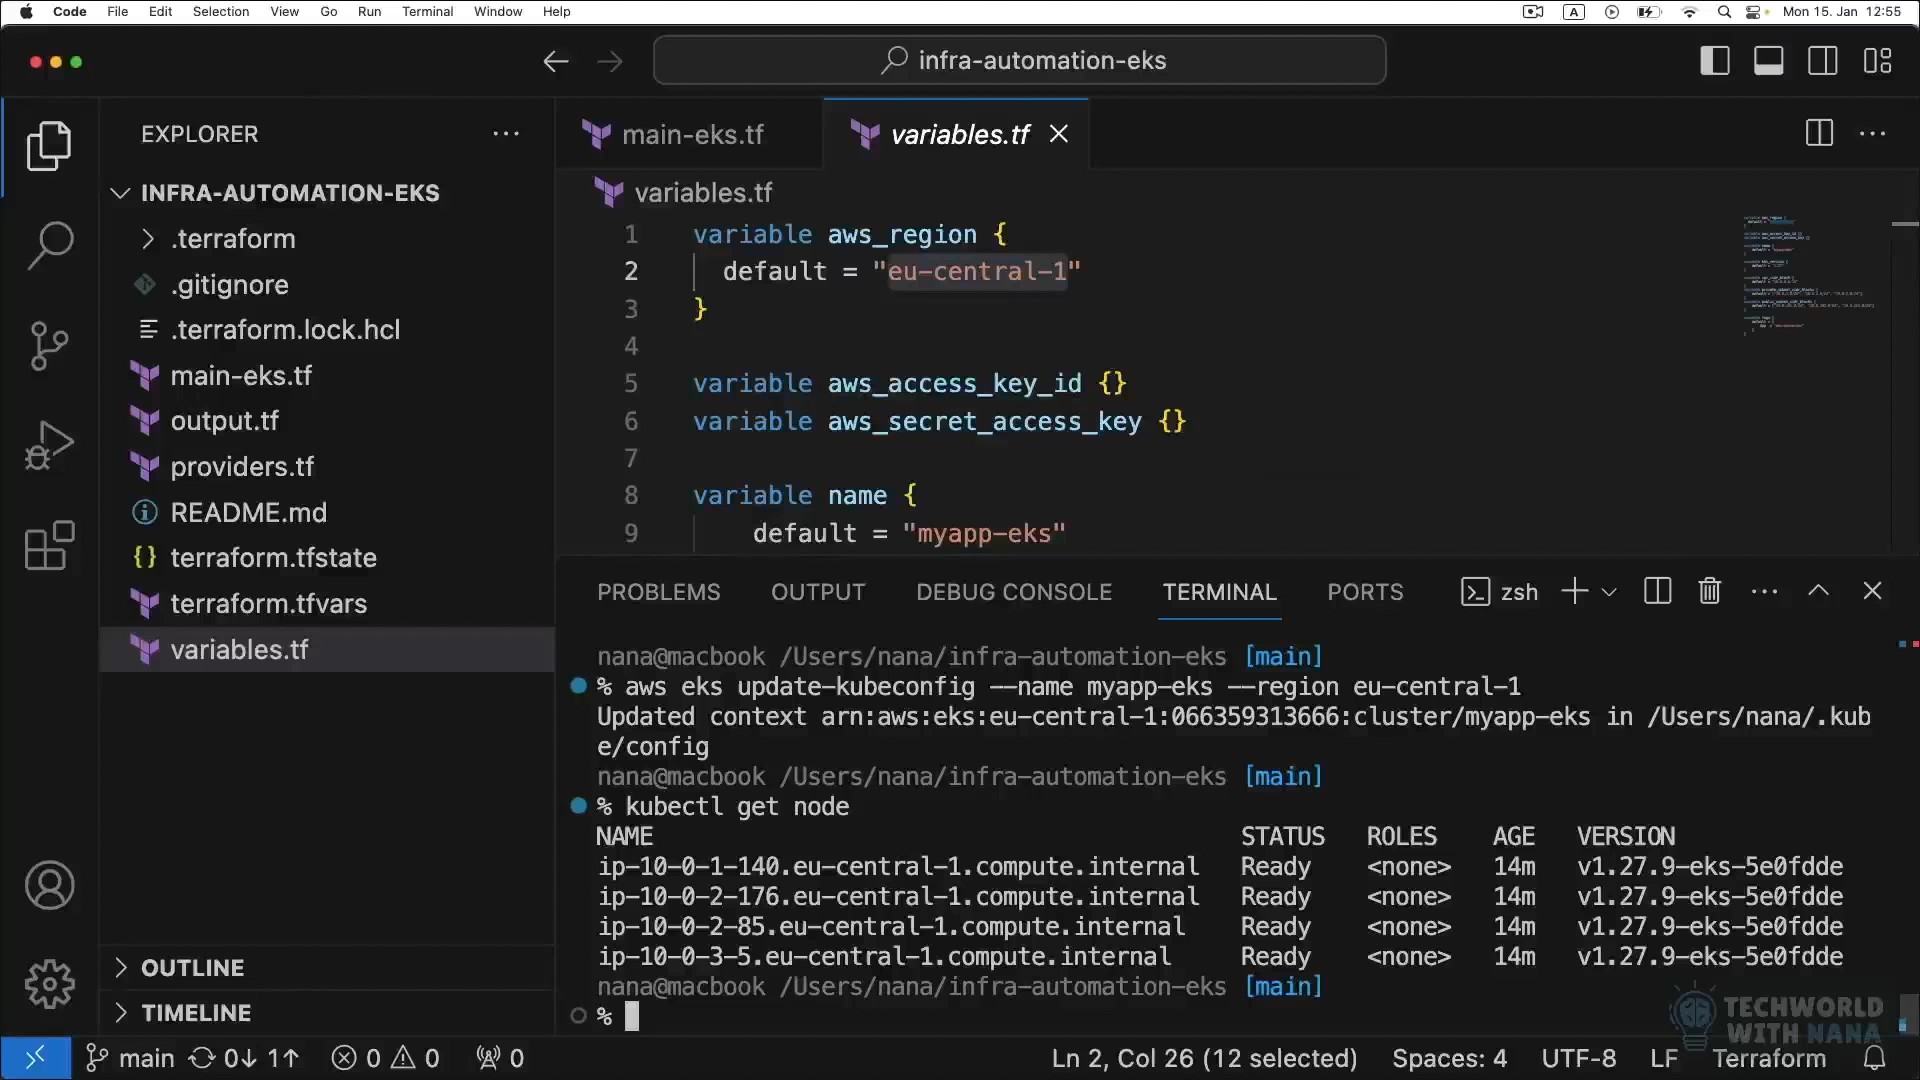 Code File Edit Selection View Go Run Terminal Window Help A Mon 15. Jan 12:55
infra-automation-eks
EXPLORER
INFRA-AUTOMATION-EKS
.terraform
.gitignore
.terraform.lock.hcl
main-eks.tf
output.tf
providers.tf
README.md
{} terraform.tfstate
terraform.tfvars
variables.tf
OUTLINE
TIMELINE
main-eks.tf variables.tf
variables.tf
1 variable aws_region {
2 default = "eu-central-1"
3 }
4
5 variable aws_access_key_id {}
6 variable aws_secret_access_key {}
7
8 variable name {
9 default = "myapp-eks"
PROBLEMS OUTPUT DEBUG CONSOLE TERMINAL PORTS zsh
nana@macbook /Users/nana/infra-automation-eks [main]
% aws eks update-kubeconfig --name myapp-eks --region eu-central-1
Updated context arn:aws:eks:eu-central-1:066359313666:cluster/myapp-eks in /Users/nana/.kub
e/config
nana@macbook /Users/nana/infra-automation-eks [main]
% kubectl get node
NAME STATUS ROLES AGE VERSION
ip-10-0-1-140.eu-central-1.compute.internal Ready <none> 14m v1.27.9-eks-5e0fdde
ip-10-0-2-176.eu-central-1.compute.internal Ready <none> 14m v1.27.9-eks-5e0fdde
ip-10-0-2-85.eu-central-1.compute.internal Ready <none> 14m v1.27.9-eks-5e0fdde
ip-10-0-3-5.eu-central-1.compute.internal Ready <none> 14m v1.27.9-eks-5e0fdde
nana@macbook /Users/nana/infra-automation-eks [main]
%
TECHWORLD
WITH NANA
main 0↓ 1↑ 0 0 0 Ln 2, Col 26 (12 selected) Spaces: 4 UTF-8 LF Terraform